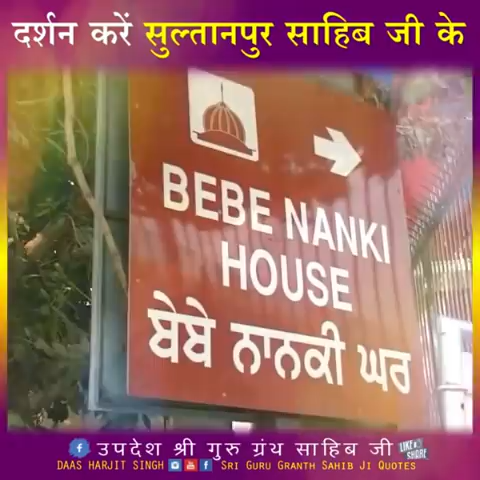 दर्शन करें सुल्तानपुर साहिब जी के
BEBE NANKI
HOUSE
ਬੇਬੇ ਨਾਨਕੀ ਘਰ
उपदेश श्री गुरु ग्रंथ साहिब जी LIKE & SHARE
DAAS HARJIT SINGH SRI GURU GRANTH SAHIB JI QUOTES